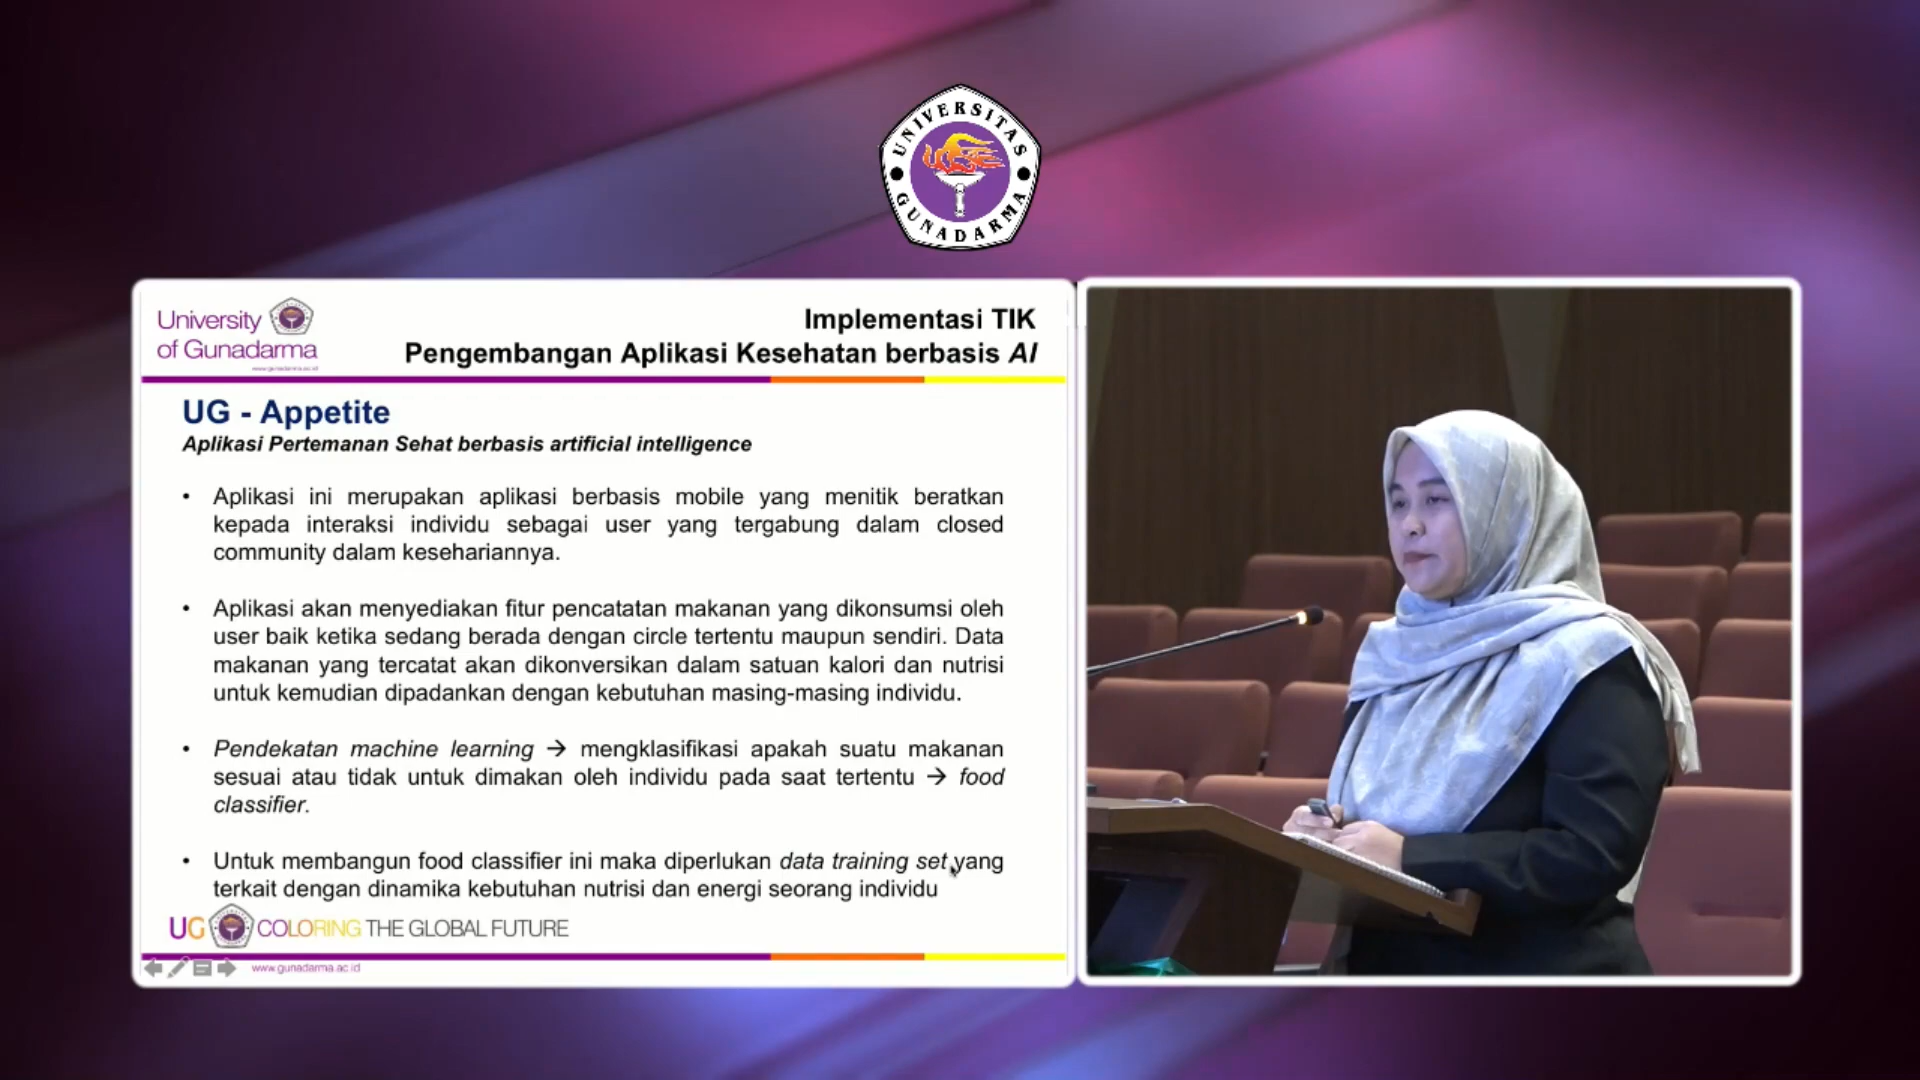 UNIVERSITAS
GUNADARMA
University
of Gunadarma
www.gunadarma.ac.id
Implementasi TIK
Pengembangan Aplikasi Kesehatan berbasis AI
UG - Appetite
Aplikasi Pertemanan Sehat berbasis artificial intelligence
• Aplikasi ini merupakan aplikasi berbasis mobile yang menitik beratkan
kepada interaksi individu sebagai user yang tergabung dalam closed
community dalam kesehariannya.
• Aplikasi akan menyediakan fitur pencatatan makanan yang dikonsumsi oleh
user baik ketika sedang berada dengan circle tertentu maupun sendiri. Data
makanan yang tercatat akan dikonversikan dalam satuan kalori dan nutrisi
untuk kemudian dipadankan dengan kebutuhan masing-masing individu.
• Pendekatan machine learning → mengklasifikasi apakah suatu makanan
sesuai atau tidak untuk dimakan oleh individu pada saat tertentu → food
classifier.
• Untuk membangun food classifier ini maka diperlukan data training set yang
terkait dengan dinamika kebutuhan nutrisi dan energi seorang individu
UG COLORING THE GLOBAL FUTURE
www.gunadarma.ac.id